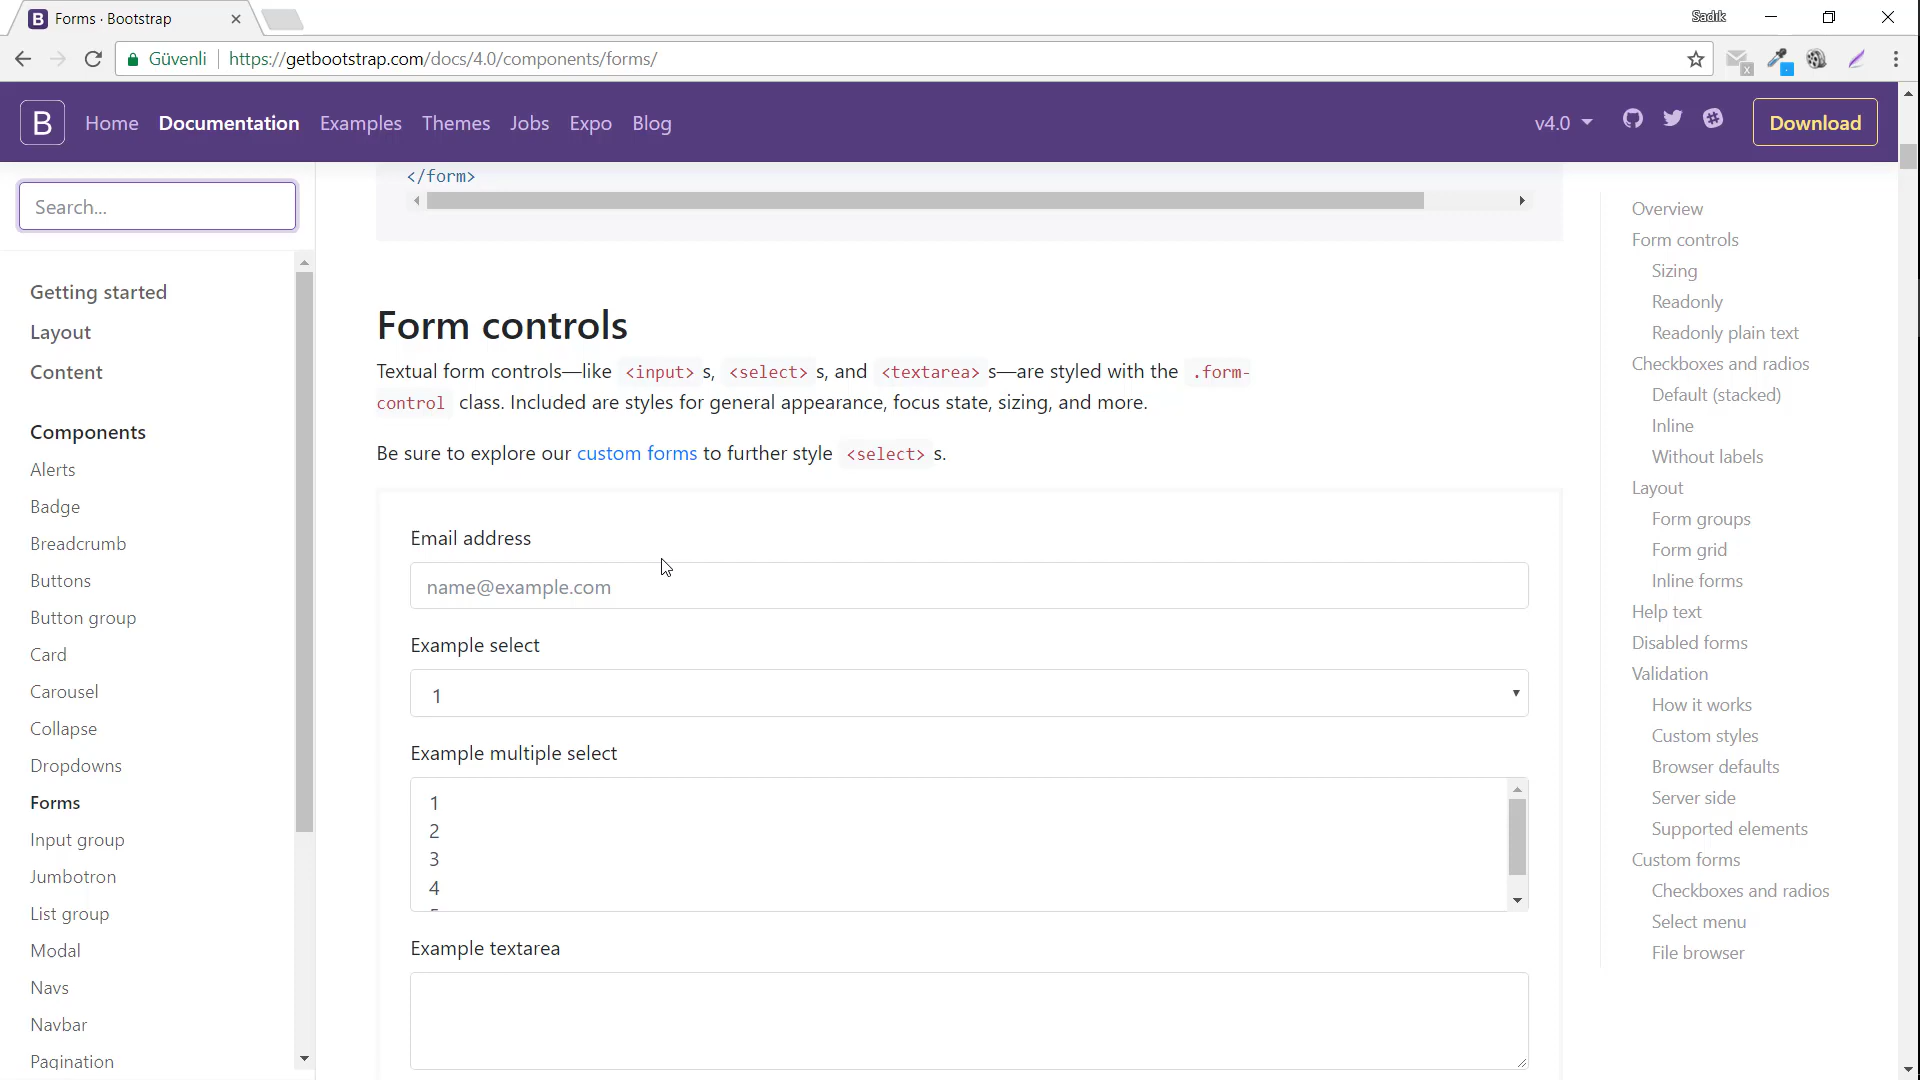 Forms · Bootstrap
Sadık
Güvenli
https://getbootstrap.com/docs/4.0/components/forms/
B
Home
Documentation
Examples
Themes
Jobs
Expo
Blog
v4.0
Download
Search...
Getting started
Layout
Content
Components
Alerts
Badge
Breadcrumb
Buttons
Button group
Card
Carousel
Collapse
Dropdowns
Forms
Input group
Jumbotron
List group
Modal
Navs
Navbar
Pagination
</form>
Form controls
Textual form controls—like <input> s, <select> s, and <textarea> s—are styled with the .form-
control class. Included are styles for general appearance, focus state, sizing, and more.
Be sure to explore our custom forms to further style <select> s.
Email address
name@example.com
Example select
1
Example multiple select
1
2
3
4
Example textarea
Overview
Form controls
Sizing
Readonly
Readonly plain text
Checkboxes and radios
Default (stacked)
Inline
Without labels
Layout
Form groups
Form grid
Inline forms
Help text
Disabled forms
Validation
How it works
Custom styles
Browser defaults
Server side
Supported elements
Custom forms
Checkboxes and radios
Select menu
File browser